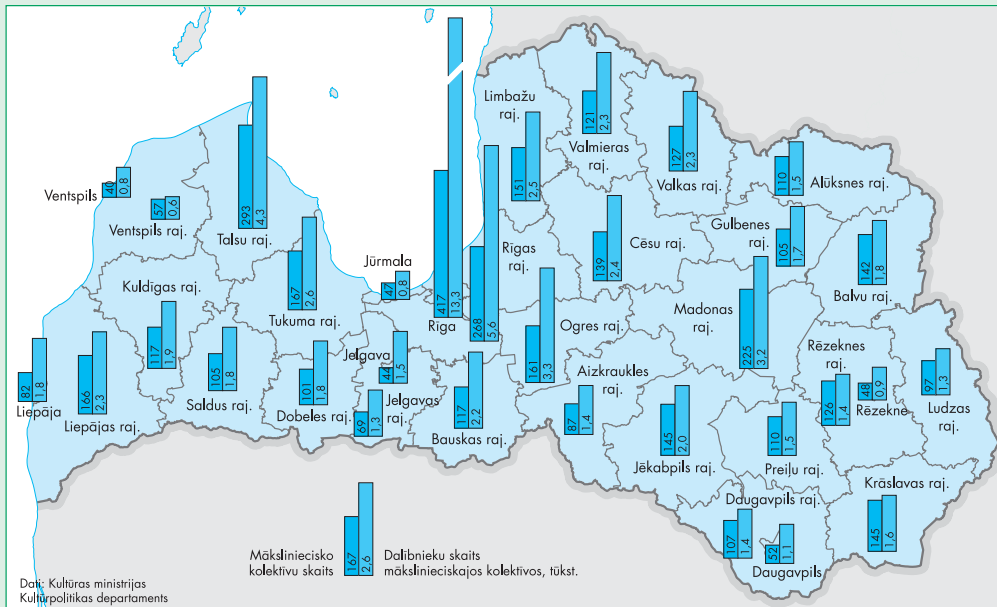 Ventspils
40
0,8
57
0,6
Ventspils raj.
293
4,3
Talsu raj.
Kuldīgas raj.
117
1,9
167
2,6
Tukuma raj.
Jūrmala
47
0,8
417
13,3
Rīga
268
5,6
Rīgas
raj.
Limbažu
raj.
151
2,5
121
2,3
Valmieras
raj.
127
2,3
Valkas raj.
110
1,5
Alūksnes raj.
139
2,4
Cēsu raj.
Gulbenes
raj.
105
1,7
142
1,8
Balvu raj.
Madonas
raj.
225
3,2
161
3,3
Ogres raj.
82
1,8
Liepāja
166
2,3
Liepājas raj.
105
1,8
Saldus raj.
101
1,8
Dobeles raj.
Jelgava
44
1,5
Jelgavas
raj.
69
1,3
117
2,2
Bauskas raj.
Aizkraukles
raj.
87
1,4
145
2,0
Jēkabpils raj.
110
1,5
Preiļu raj.
Rēzeknes
raj.
126
1,4
48
0,9
Rēzekne
97
1,3
Ludzas
raj.
Krāslavas raj.
145
1,6
Daugavpils raj.
107
1,4
52
1,1
Daugavpils
Māksliniecisko
kolektīvu skaits
167
2,6
Dalībnieku skaits
mākslinieciskajos kolektīvos, tūkst.
Dati: Kultūras ministrijas
Kultūrpolitikas departaments